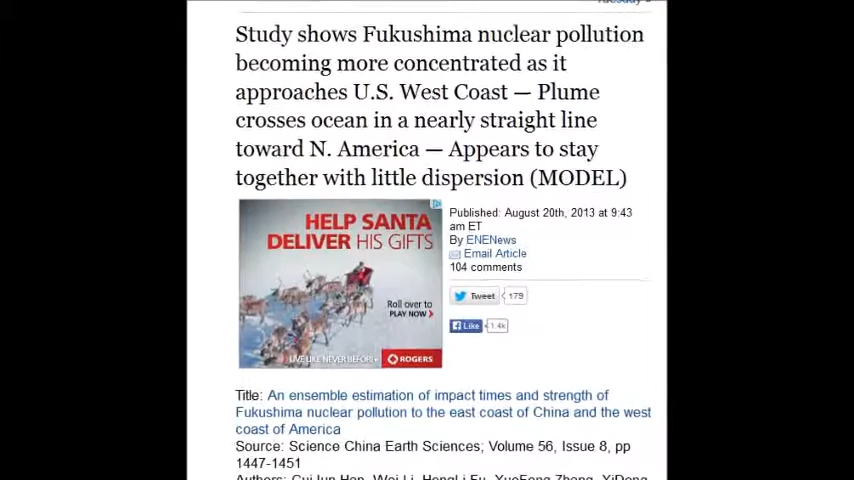 Study shows Fukushima nuclear pollution
becoming more concentrated as it
approaches U.S. West Coast — Plume
crosses ocean in a nearly straight line
toward N. America — Appears to stay
together with little dispersion (MODEL)
HELP SANTA
DELIVER HIS GIFTS
Roll over to
PLAY NOW
LIVE LIKE NEVER BEFORE
ROGERS
Published: August 20th, 2013 at 9:43
am ET
By ENENews
Email Article
104 comments
Tweet 179
Like 1.4k
Title: An ensemble estimation of impact times and strength of
Fukushima nuclear pollution to the east coast of China and the west
coast of America
Source: Science China Earth Sciences; Volume 56, Issue 8, pp
1447-1451